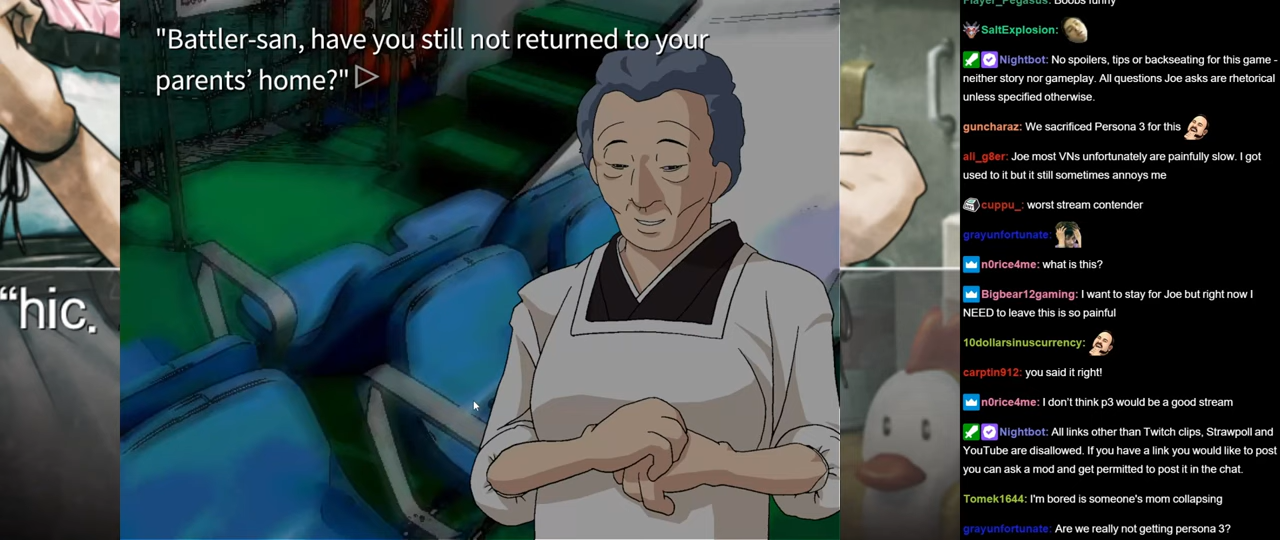 "Battler-san, have you still not returned to your
parents’ home?"
“hic.
Player_Pegasus: Boobs funny
SaltExplosion:
Nightbot: No spoilers, tips or backseating for this game -
neither story nor gameplay. All questions Joe asks are rhetorical
unless specified otherwise.
guncharaz: We sacrificed Persona 3 for this
ali_g8er: Joe most VNs unfortunately are painfully slow. I got
used to it but it still sometimes annoys me
cuppu_: worst stream contender
grayunfortunate:
n0rice4me: what is this?
Bigbear12gaming: I want to stay for Joe but right now I
NEED to leave this is so painful
10dollarsinuscurrency:
carptin912: you said it right!
n0rice4me: I don't think p3 would be a good stream
Nightbot: All links other than Twitch clips, Strawpoll and
YouTube are disallowed. If you have a link you would like to post
you can ask a mod and get permitted to post it in the chat.
Tomek1644: I'm bored is someone's mom collapsing
grayunfortunate: Are we really not getting persona 3?